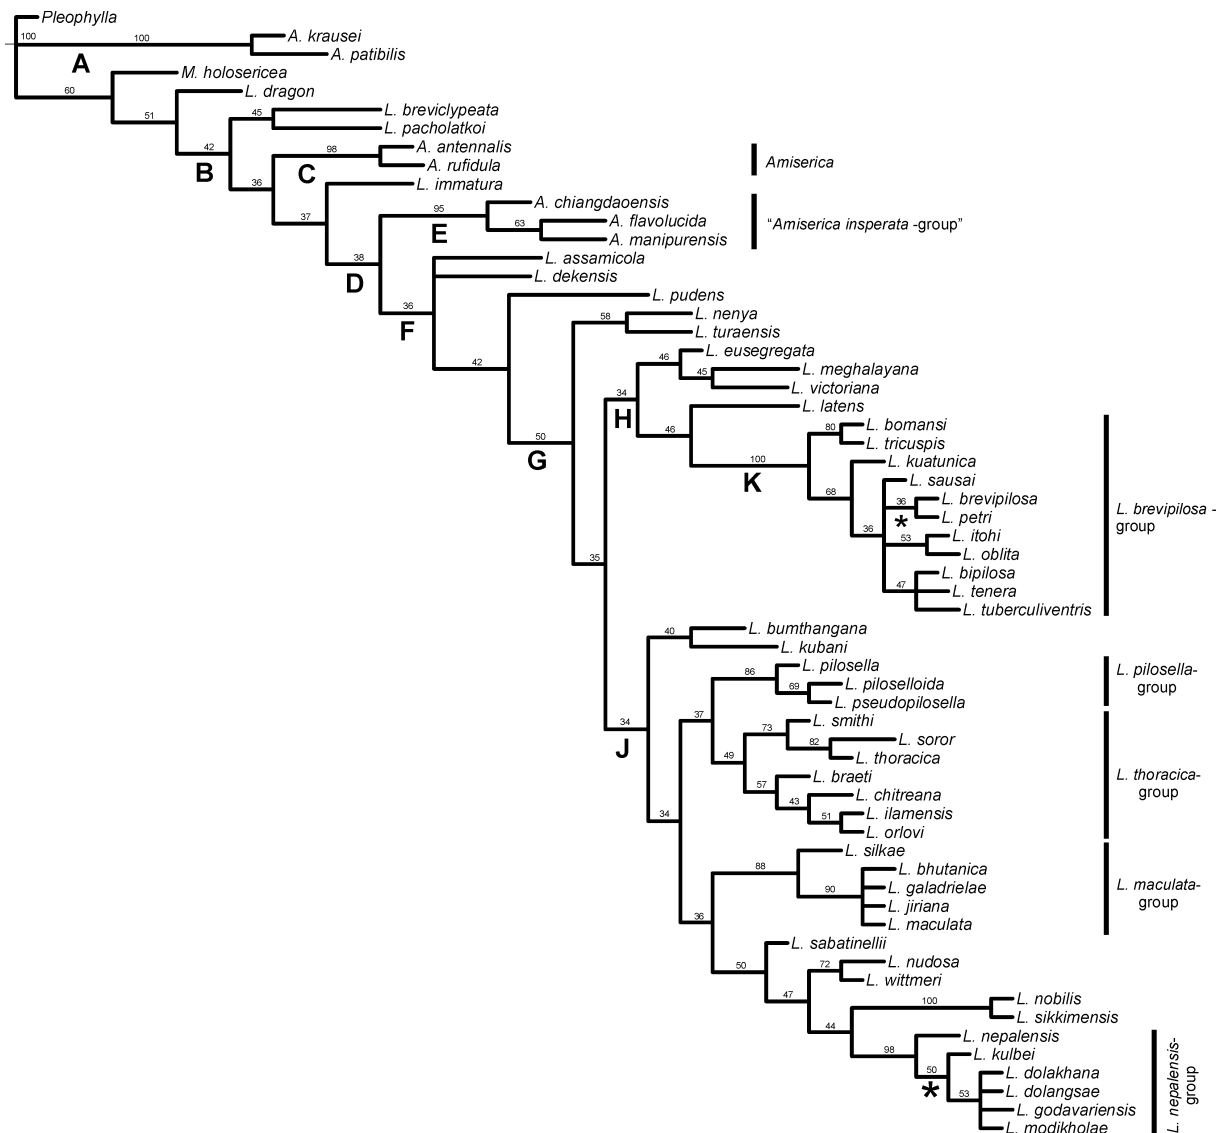 Pleophylla
100
100
A. krausei
A. patibilis
A
M. holosericea
60
L. dragon
51
45
L. breviclypeata
L. pacholatkoi
42
B
98
A. antennalis
Amiserica
C
A. rufidula
36
L. immatura
37
95
A. chiangdaoensis
E
63
A. flavolucida
"Amiserica insperata -group"
A. manipurensis
38
D
L. assamicola
L. dekensis
36
F
L. pudens
58
L. nenya
L. turaensis
42
46
L. eusegregata
45
L. meghalayana
L. victoriana
34
H
L. latens
46
80
L. bomansi
L. tricuspis
50
G
100
K
L. kuatunica
68
L. sausai
36
L. brevipilosa
L. brevipilosa -
group
*
L. petri
36
53
L. itohi
L. oblita
35
47
L. bipilosa
L. tenera
L. tuberculiventris
40
L. bumthangana
L. kubani
86
L. pilosella
L. pilosella-
group
69
L. piloselloida
L. pseudopilosella
34
J
37
73
L. smithi
82
L. soror
L. thoracica
49
57
L. braeti
L. thoracica-
group
43
L. chitreana
51
L. ilamensis
L. orlovi
34
88
L. silkae
L. bhutanica
90
L. galadrielae
L. maculata-
group
L. jiriana
L. maculata
36
L. sabatinellii
50
72
L. nudosa
L. wittmeri
47
100
L. nobilis
L. sikkimensis
44
98
L. nepalensis
L. nepalensis-
group
50
L. kulbei
*
53
L. dolakhana
L. dolangsae
L. godavariensis
L. modikholae